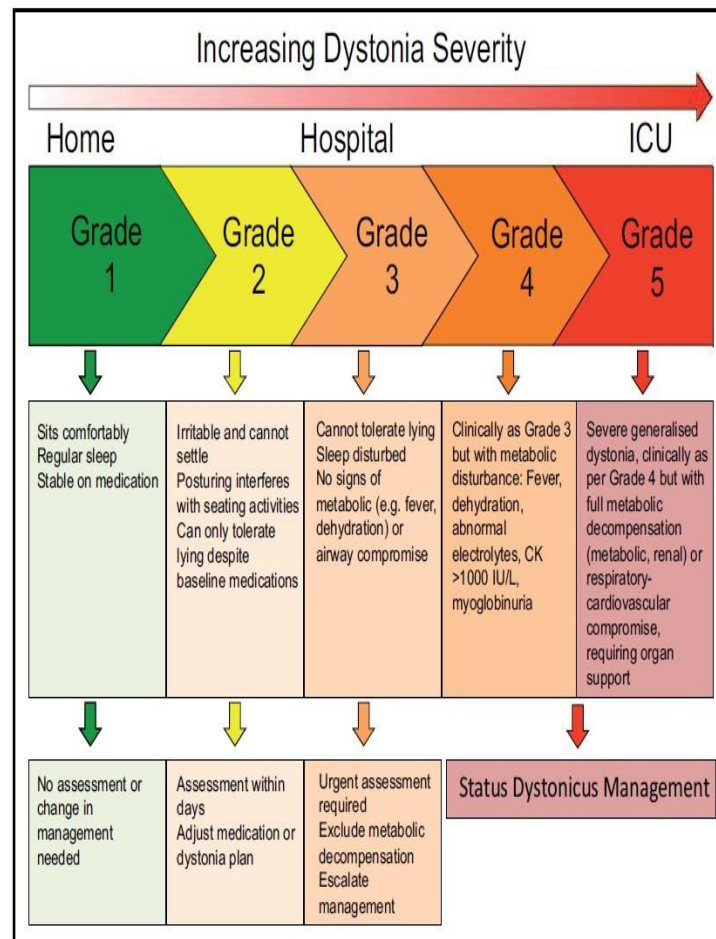 Increasing Dystonia Severity
Home
Hospital
ICU
Grade
1
Grade
2
Grade
3
Grade
4
Grade
5
Sits comfortably
Regular sleep
Stable on medication
Irritable and cannot
settle
Posturing interferes
with seating activities
Can only tolerate
lying despite
baseline medications
Cannot tolerate lying
Sleep disturbed
No signs of
metabolic (e.g. fever,
dehydration) or
airway compromise
Clinically as Grade 3
but with metabolic
disturbance: Fever,
dehydration,
abnormal
electrolytes, CK
>1000 IU/L,
myoglobinuria
Severe generalised
dystonia, clinically as
per Grade 4 but with
full metabolic
decompensation
(metabolic, renal) or
respiratory-
cardiovascular
compromise,
requiring organ
support
No assessment or
change in
management
needed
Assessment within
days
Adjust medication or
dystonia plan
Urgent assessment
required
Exclude metabolic
decompensation
Escalate
management
Status Dystonicus Management